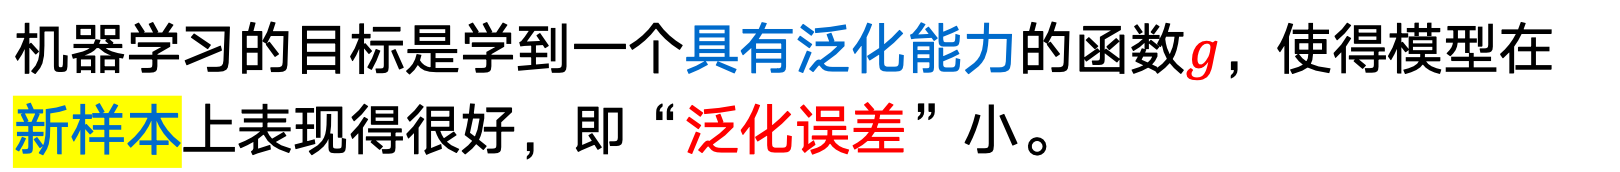 机器学习的目标是学到一个具有泛化能力的函数g，使得模型在
新样本上表现得很好，即“泛化误差”小。